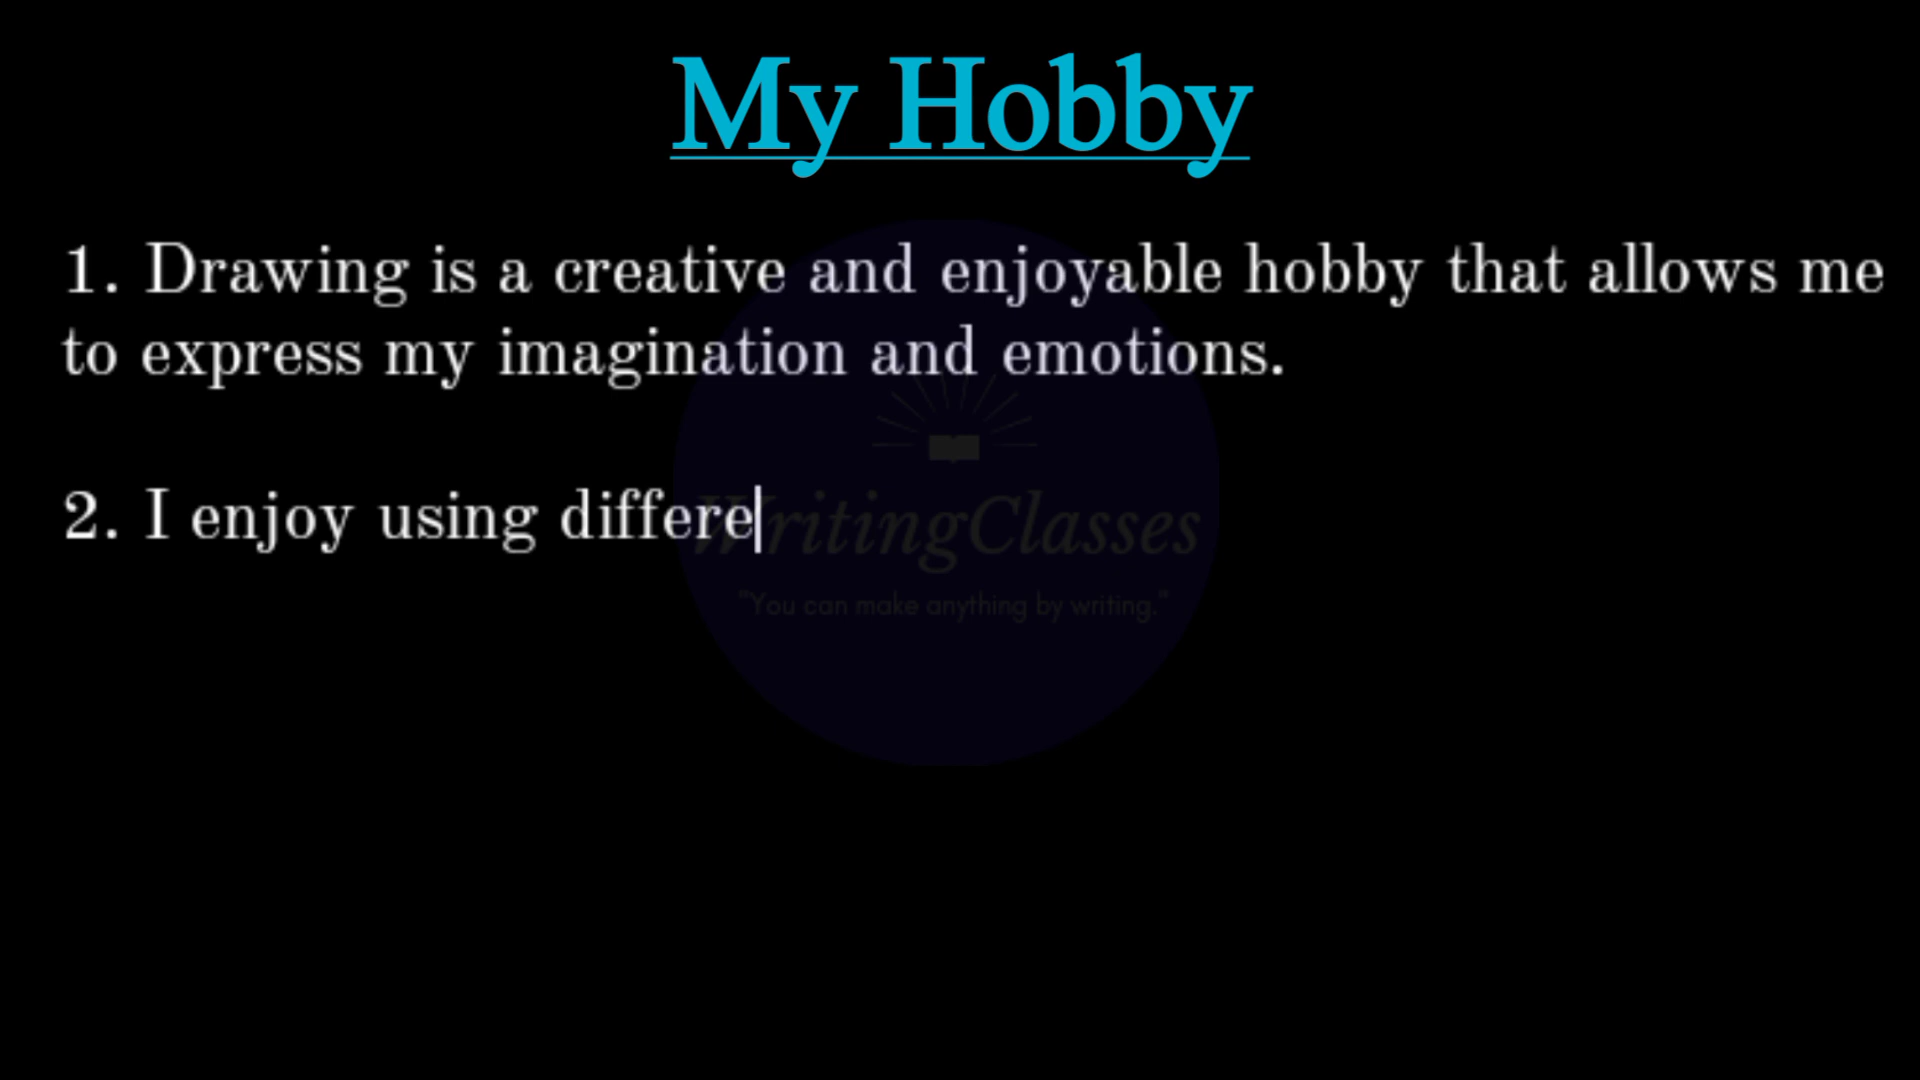 My Hobby
1. Drawing is a creative and enjoyable hobby that allows me
to express my imagination and emotions.
2. I enjoy using differe
WritingClasses
"You can make anything by writing."